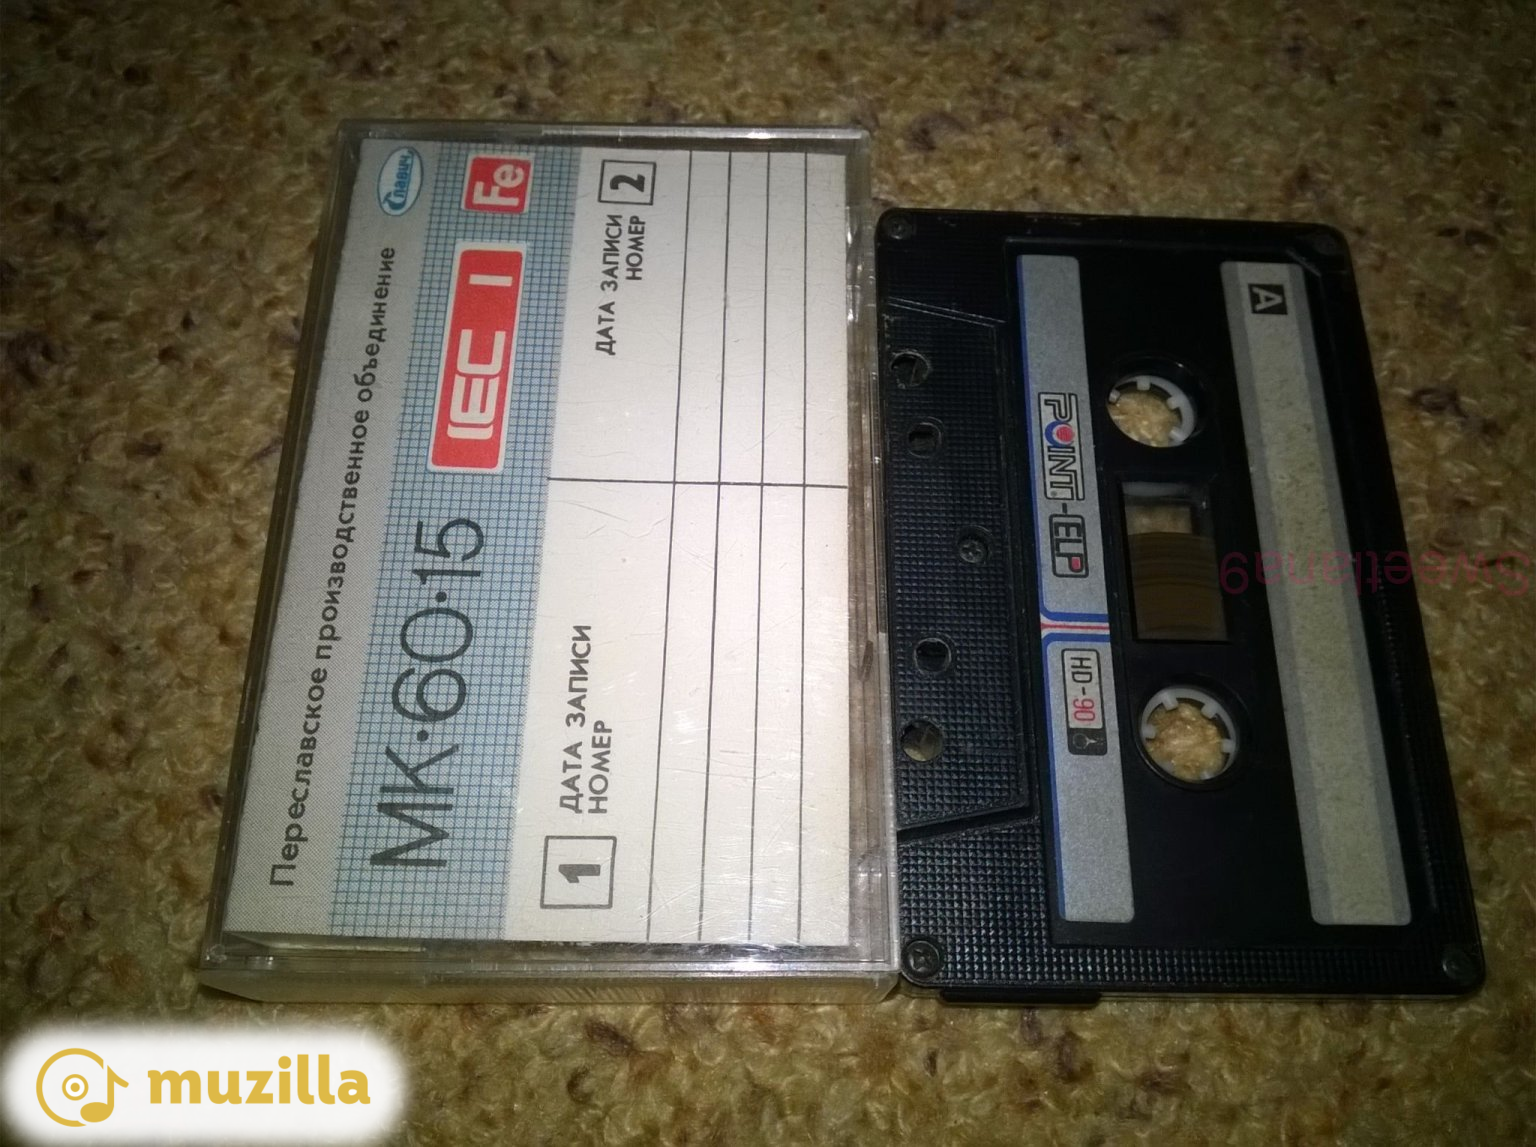 Славич
Переславское производственное объединение
МК·60·15
IEC I
Fe
1
ДАТА ЗАПИСИ
НОМЕР
2
ДАТА ЗАПИСИ
НОМЕР
POINT-ELP
HD-90
A
Sweetlana9
muzilla